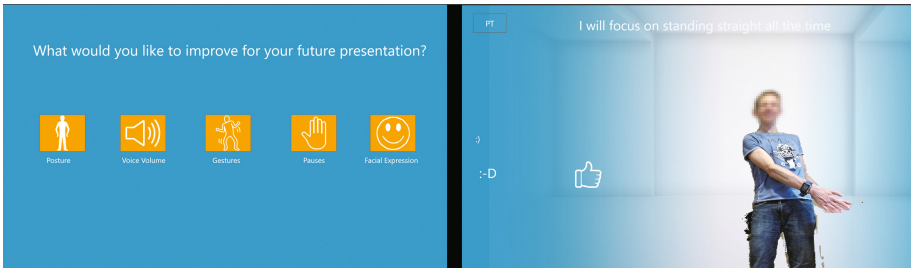 What would you like to improve for your future presentation?
Posture
Voice Volume
Gestures
Pauses
Facial Expression
PT
I will focus on standing straight all the time
:)
:-D